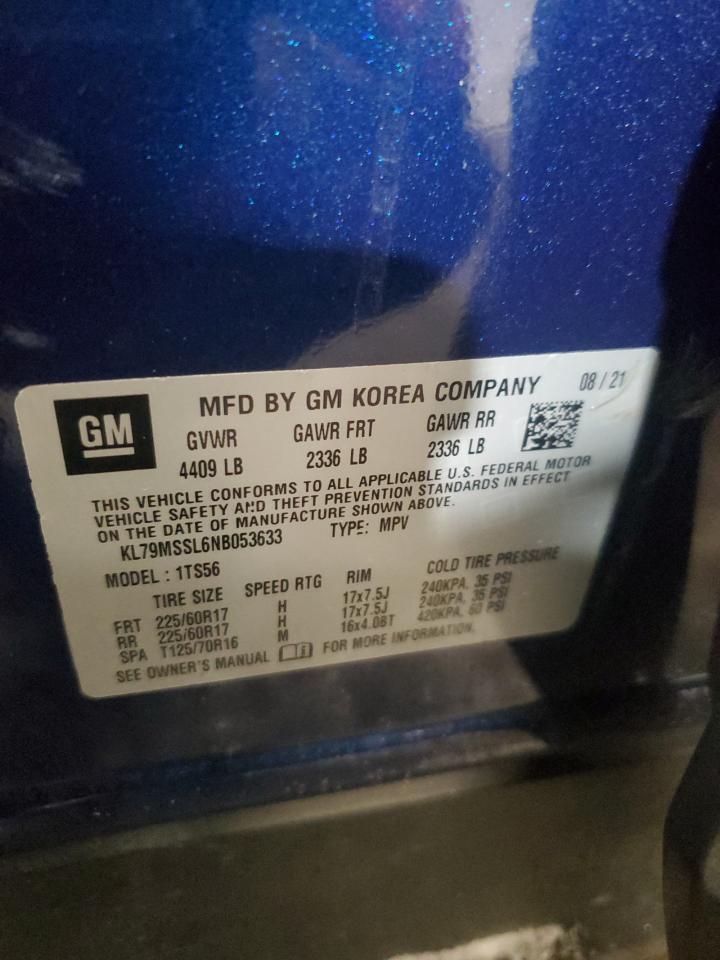 GM
MFD BY GM KOREA COMPANY 08 / 21
GVWR GAWR FRT GAWR RR
4409 LB 2336 LB 2336 LB
THIS VEHICLE CONFORMS TO ALL APPLICABLE U.S. FEDERAL MOTOR
VEHICLE SAFETY AND THEFT PREVENTION STANDARDS IN EFFECT
ON THE DATE OF MANUFACTURE SHOWN ABOVE.
KL79MSSL6NB053633 TYPE: MPV
MODEL : 1TS56
TIRE SIZE SPEED RTG RIM COLD TIRE PRESSURE
FRT 225/60R17 H 17x7.5J 240KPA, 35 PSI
RR 225/60R17 H 17x7.5J 240KPA, 35 PSI
SPA T125/70R16 M 16x4.0BT 420KPA, 60 PSI
SEE OWNER'S MANUAL FOR MORE INFORMATION.